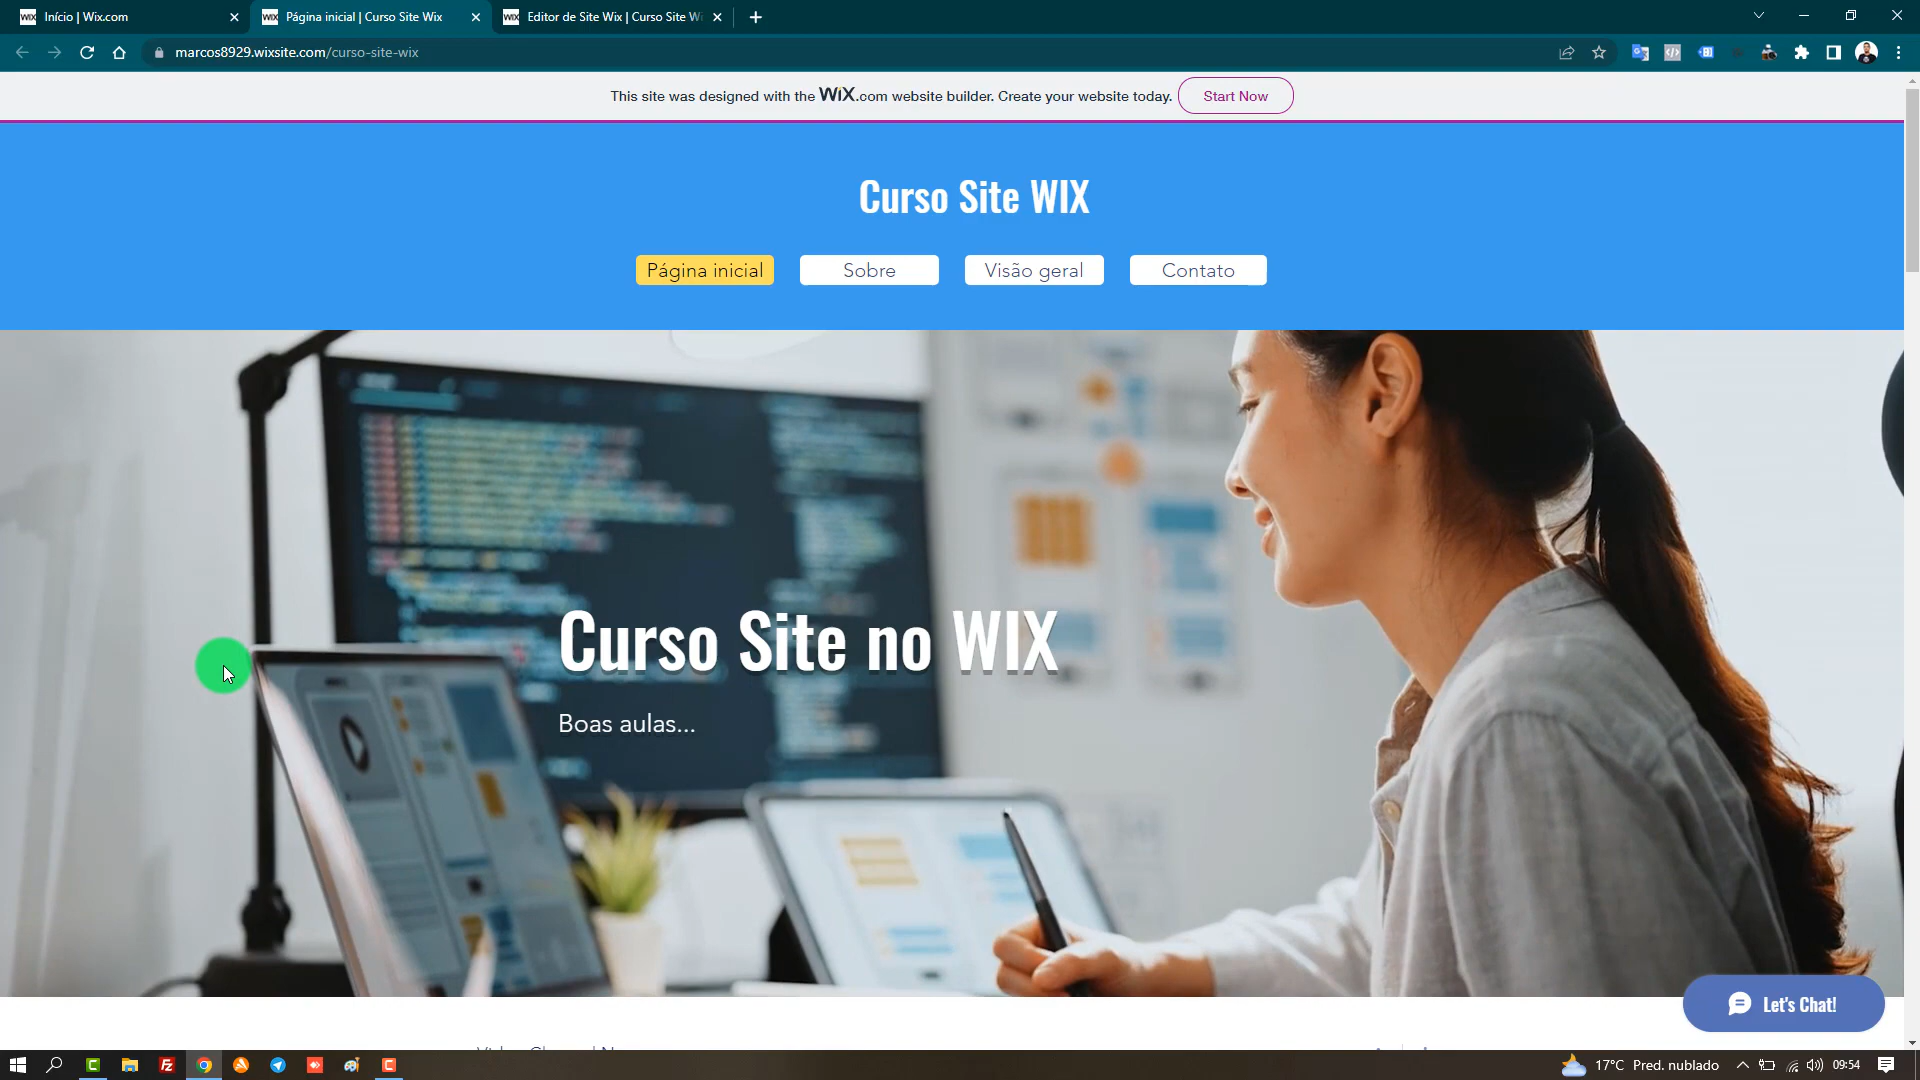 Início | Wix.com
Página inicial | Curso Site Wix
Editor de Site Wix | Curso Site Wi
marcos8929.wixsite.com/curso-site-wix
This site was designed with the WiX.com website builder. Create your website today.
Start Now
Curso Site WIX
Página inicial
Sobre
Visão geral
Contato
Curso Site no WIX
Boas aulas...
Let's Chat!
17°C Pred. nublado
09:54